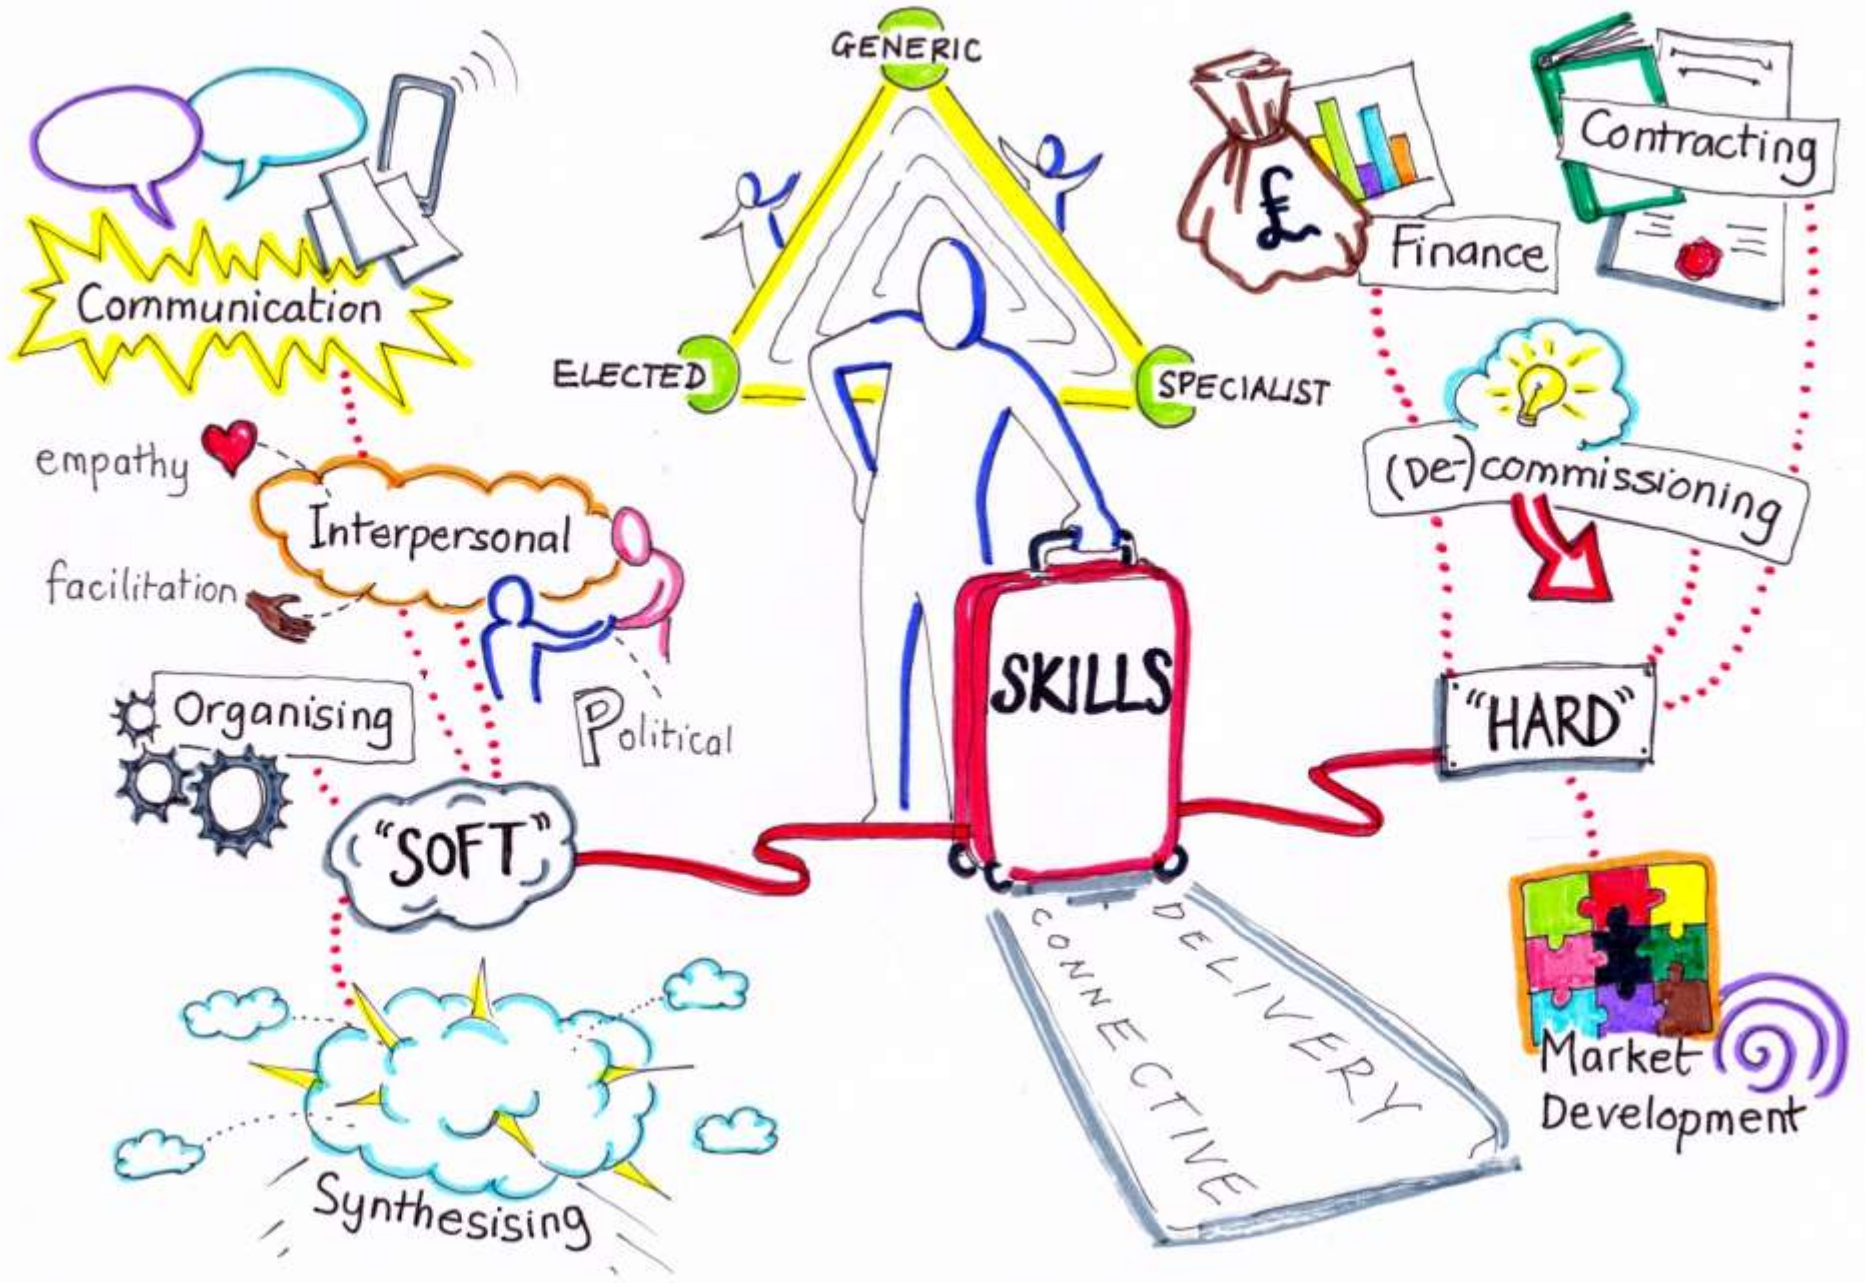 GENERIC
ELECTED
SPECIALIST
Communication
empathy
Interpersonal
facilitation
Organising
Political
"SOFT"
Synthesising
SKILLS
CONNECTIVE
DELIVERY
£
Finance
Contracting
(De-)commissioning
"HARD"
Market
Development